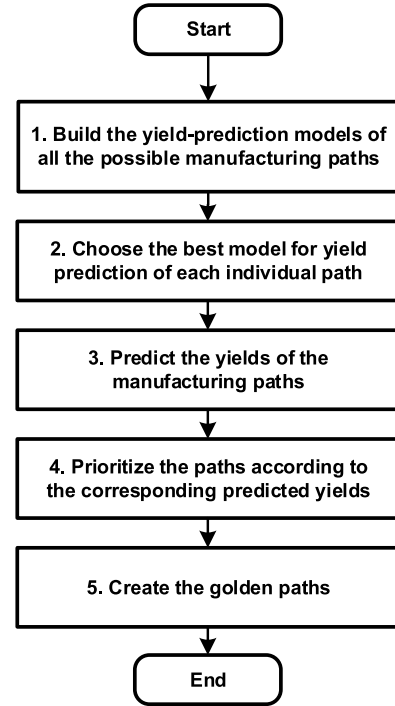 Start
1. Build the yield-prediction models of
all the possible manufacturing paths
2. Choose the best model for yield
prediction of each individual path
3. Predict the yields of the
manufacturing paths
4. Prioritize the paths according to
the corresponding predicted yields
5. Create the golden paths
End